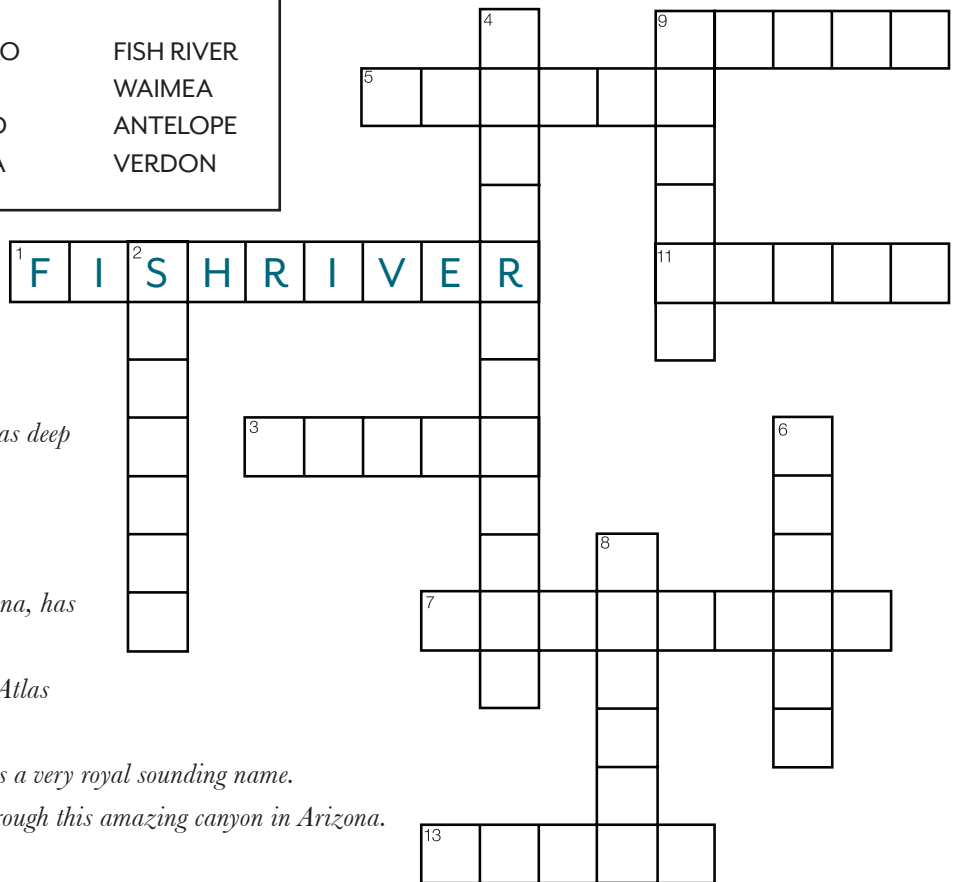 O FISH RIVER
WAIMEA
ANTELOPE
VERDON
4
9
5
1 F I 2 S H R I V E R
11
3
6
as deep
8
7
na, has
Atlas
s a very royal sounding name.
rough this amazing canyon in Arizona.
13